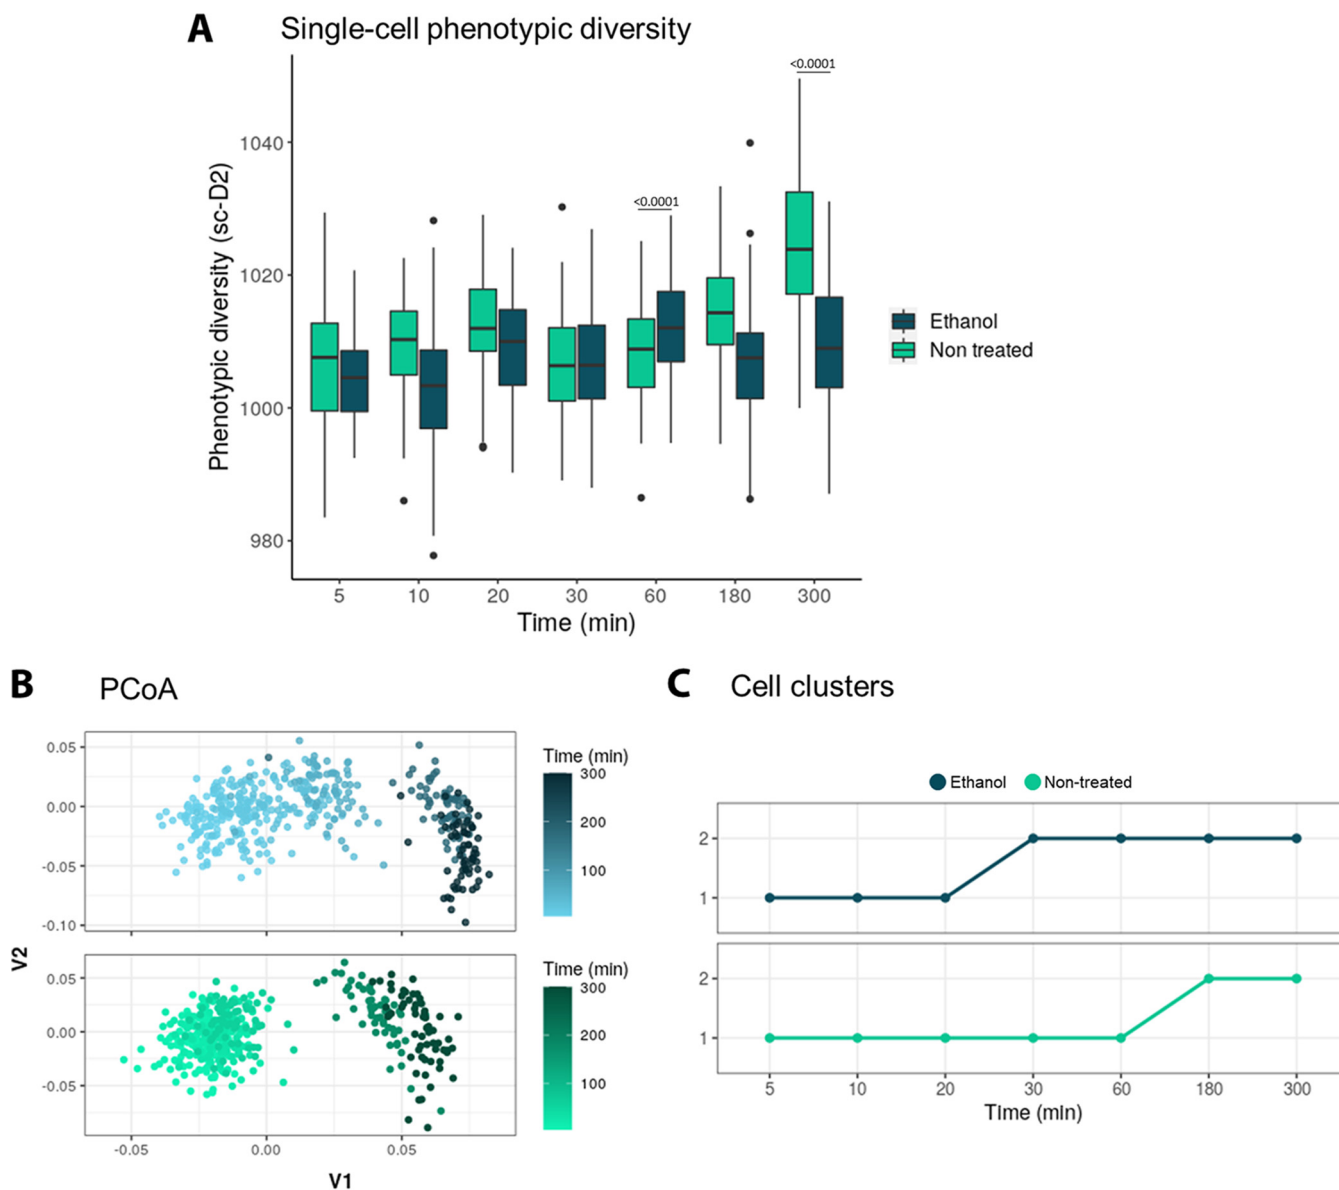 A Single-cell phenotypic diversity
<0.0001
<0.0001
Phenotypic diversity (sc-D2)
1040
1020
1000
980
5 10 20 30 60 180 300
Time (min)
Ethanol
Non treated
B PCoA
0.05
0.00
-0.05
-0.10
Time (min)
300
200
100
V2
0.05
0.00
-0.05
Time (min)
300
200
100
-0.05 0.00 0.05
V1
C Cell clusters
Ethanol Non-treated
2
1
2
1
5 10 20 30 60 180 300
Time (min)